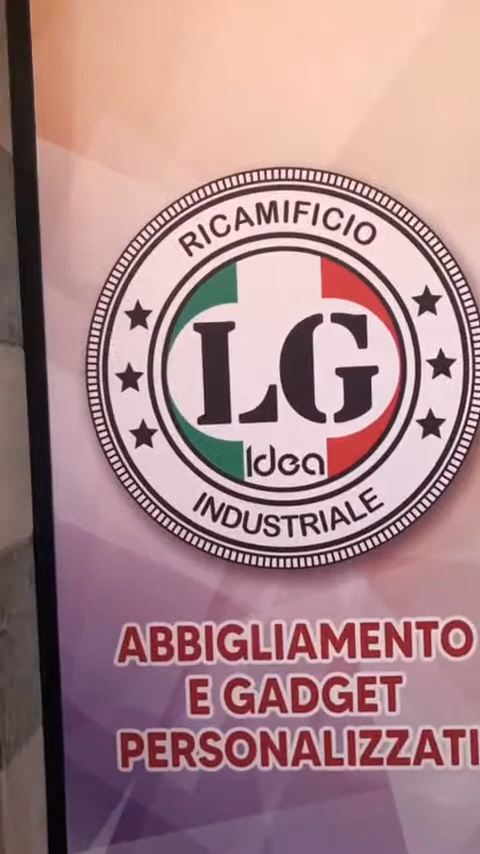 RICAMIFICIO
LG
Idea
INDUSTRIALE
ABBIGLIAMENTO
E GADGET
PERSONALIZZATI